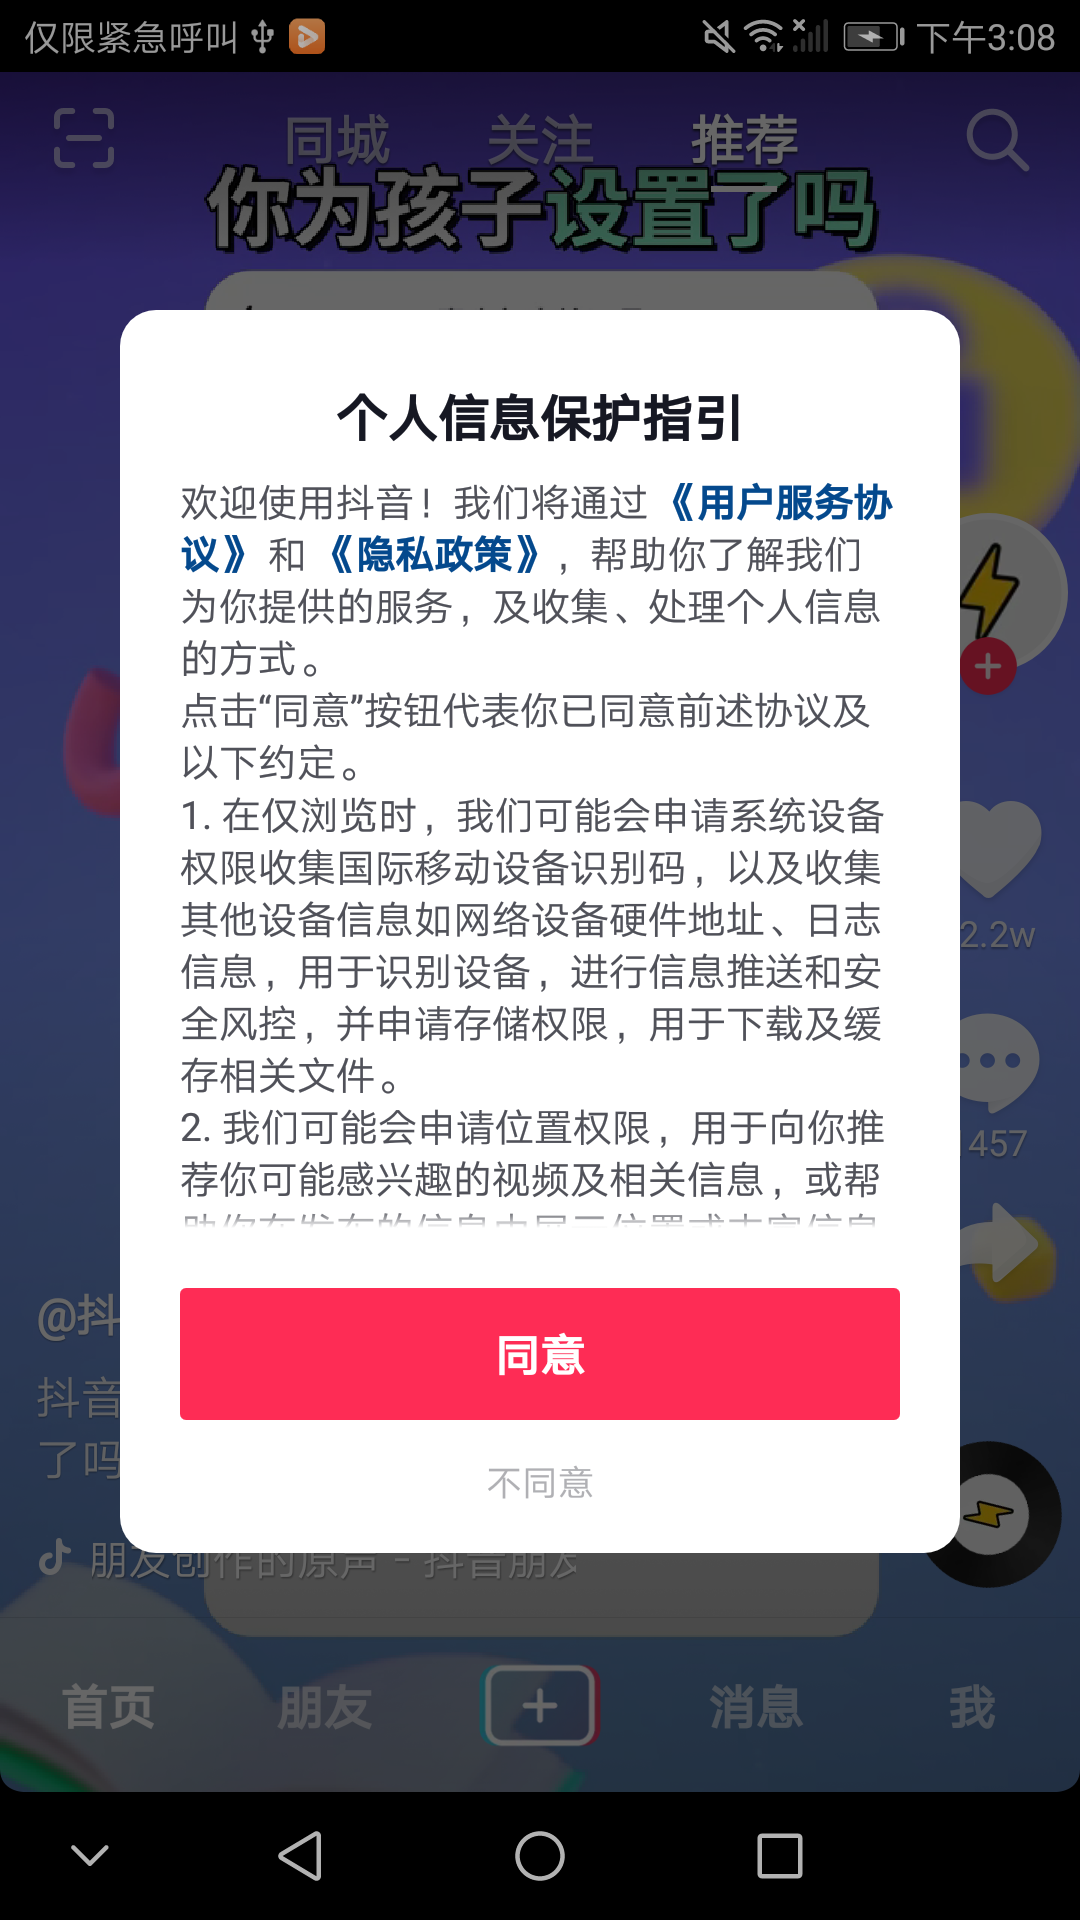 仅限紧急呼叫
下午3:08
同城 关注 推荐
你为孩子设置了吗
个人信息保护指引
欢迎使用抖音！我们将通过《用户服务协
议》和《隐私政策》，帮助你了解我们
为你提供的服务，及收集、处理个人信息
的方式。
点击“同意”按钮代表你已同意前述协议及
以下约定。
1. 在仅浏览时，我们可能会申请系统设备
权限收集国际移动设备识别码，以及收集
其他设备信息如网络设备硬件地址、日志
信息，用于识别设备，进行信息推送和安
全风控，并申请存储权限，用于下载及缓
存相关文件。
2. 我们可能会申请位置权限，用于向你推
荐你可能感兴趣的视频及相关信息，或帮
同意
不同意
2.2w
1457
@抖
抖音
了吗
朋友创作的原声 - 抖音朋友
首页 朋友 消息 我